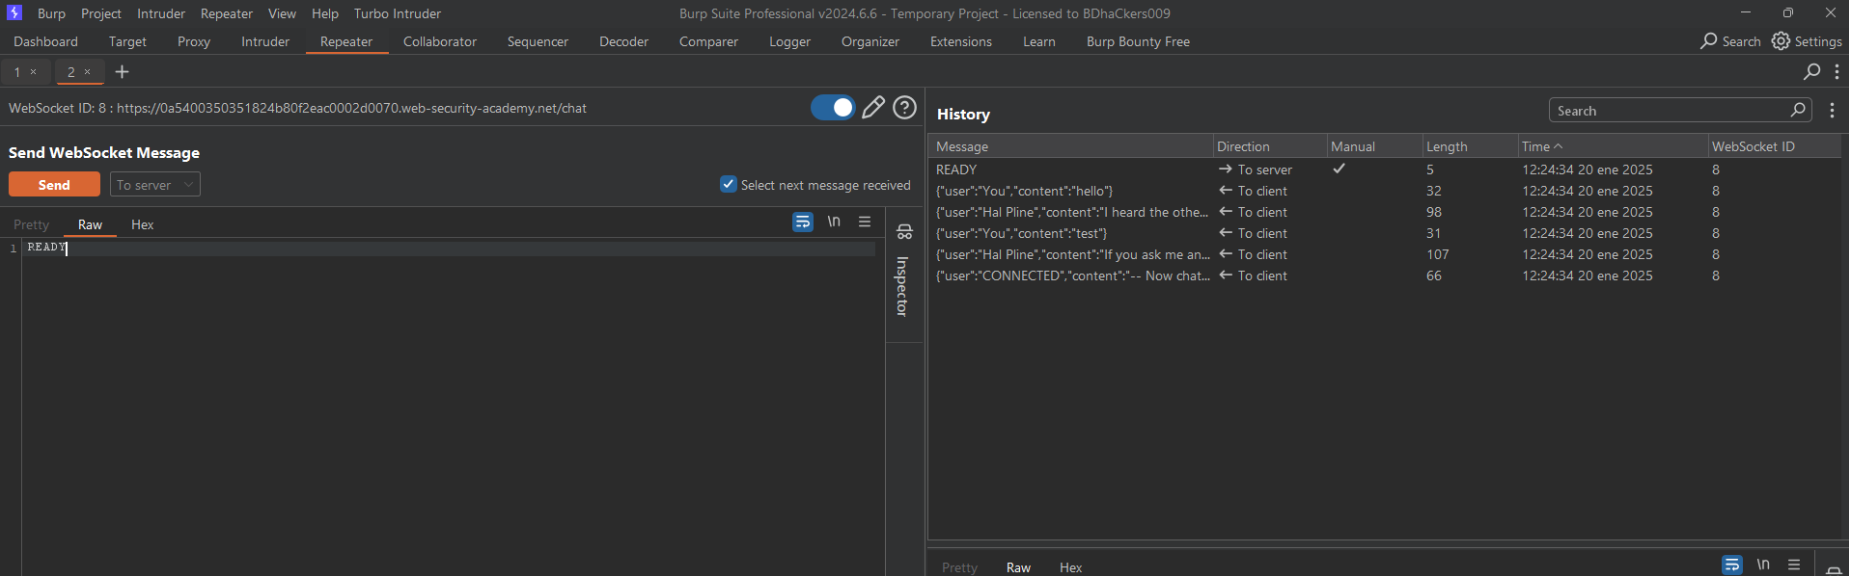 Burp Project Intruder Repeater View Help Turbo Intruder Burp Suite Professional v2024.6.6 - Temporary Project - Licensed to BDhaCkers009
Dashboard Target Proxy Intruder Repeater Collaborator Sequencer Decoder Comparer Logger Organizer Extensions Learn Burp Bounty Free Search Settings
1 × 2 × +
WebSocket ID: 8 : https://0a5400350351824b80f2eac0002d0070.web-security-academy.net/chat
Send WebSocket Message
Send To server Select next message received
Pretty Raw Hex \n
1 READY
Inspector
History Search
Message Direction Manual Length Time WebSocket ID
READY → To server ✓ 5 12:24:34 20 ene 2025 8
{"user":"You","content":"hello"} ← To client 32 12:24:34 20 ene 2025 8
{"user":"Hal Pline","content":"I heard the othe... ← To client 98 12:24:34 20 ene 2025 8
{"user":"You","content":"test"} ← To client 31 12:24:34 20 ene 2025 8
{"user":"Hal Pline","content":"If you ask me an... ← To client 107 12:24:34 20 ene 2025 8
{"user":"CONNECTED","content":"-- Now chat... ← To client 66 12:24:34 20 ene 2025 8
Pretty Raw Hex \n